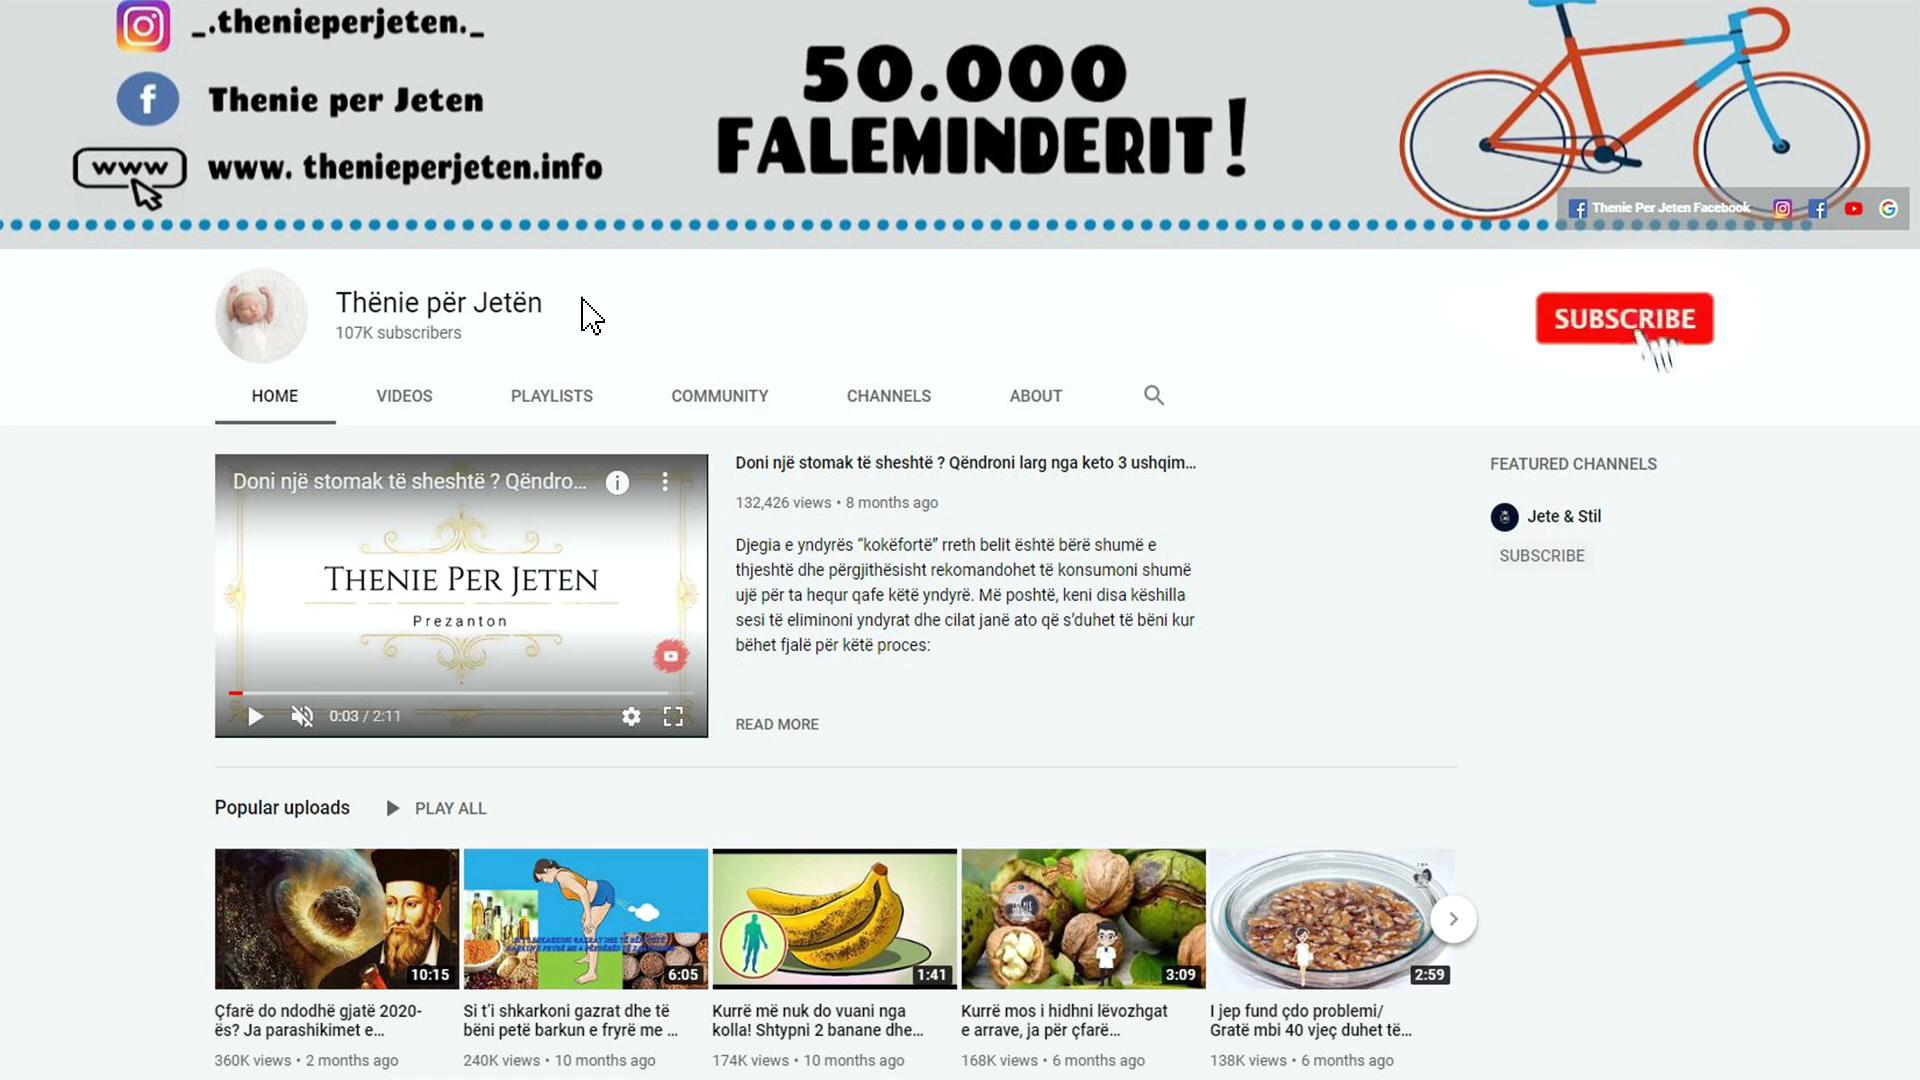 _.thenieperjeten._
Thenie per Jeten
www
www. thenieperjeten.info
50.000
FALEMINDERIT!
Thenie Per Jeten Facebook
Thënie për Jetën
107K subscribers
SUBSCRIBE
HOME
VIDEOS
PLAYLISTS
COMMUNITY
CHANNELS
ABOUT
Doni një stomak të sheshtë ? Qëndro...
THENIE PER JETEN
Prezanton
0:03 / 2:11
Doni një stomak të sheshtë ? Qëndroni larg nga keto 3 ushqim...
132,426 views • 8 months ago
Djegia e yndyrës “kokëfortë” rreth belit është bërë shumë e
thjeshtë dhe përgjithësisht rekomandohet të konsumoni shumë
ujë për ta hequr qafe këtë yndyrë. Më poshtë, keni disa këshilla
sesi të eliminoni yndyrat dhe cilat janë ato që s’duhet të bëni kur
bëhet fjalë për këtë proces:
READ MORE
FEATURED CHANNELS
Jete & Stil
SUBSCRIBE
Popular uploads
PLAY ALL
10:15
6:05
1:41
3:09
2:59
Çfarë do ndodhë gjatë 2020-
ës? Ja parashikimet e...
360K views • 2 months ago
Si t’i shkarkoni gazrat dhe të
bëni petë barkun e fryrë me ...
240K views • 10 months ago
Kurrë më nuk do vuani nga
kolla! Shtypni 2 banane dhe...
174K views • 10 months ago
Kurrë mos i hidhni lëvozhgat
e arrave, ja për çfarë...
168K views • 6 months ago
I jep fund çdo problemi/
Gratë mbi 40 vjeç duhet të...
138K views • 6 months ago